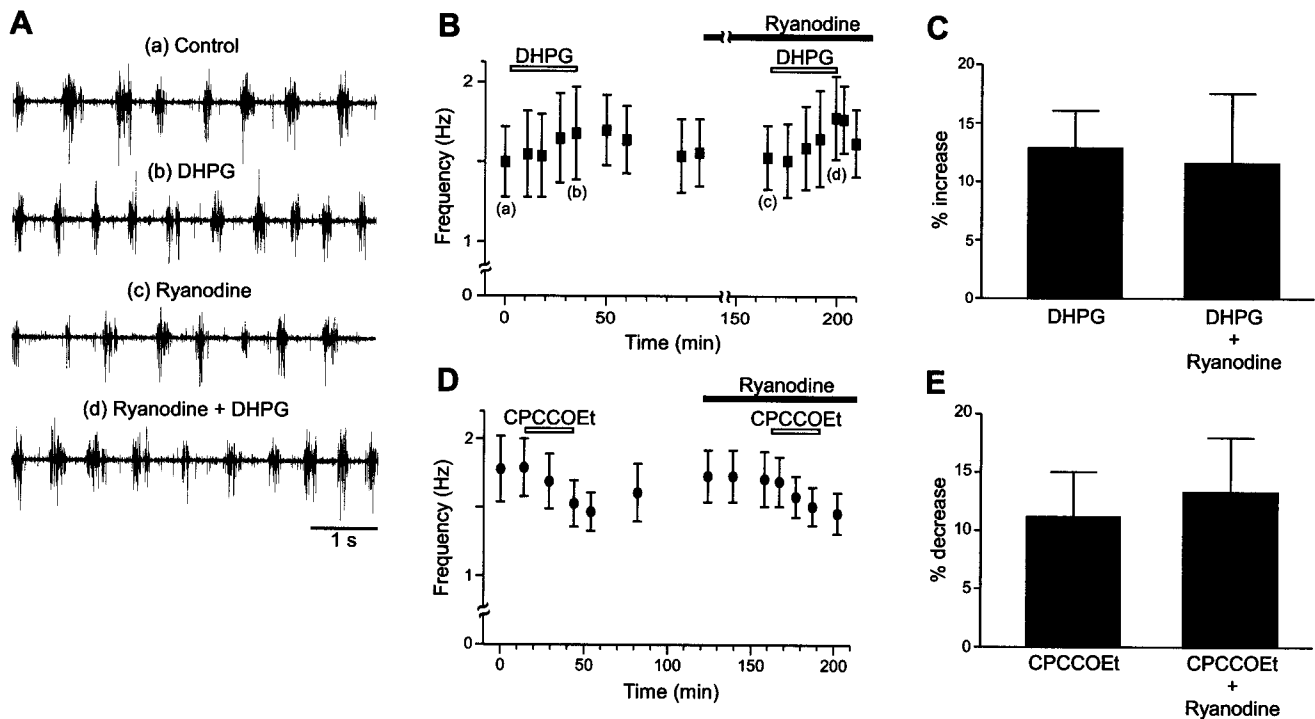 A
(a) Control
(b) DHPG
(c) Ryanodine
(d) Ryanodine + DHPG
1 s
B
Ryanodine
DHPG
DHPG
2
1
0
Frequency (Hz)
(a)
(b)
(c)
(d)
0
50
150
200
Time (min)
C
20
15
10
5
0
% increase
DHPG
DHPG
+
Ryanodine
D
Ryanodine
CPCCOEt
CPCCOEt
2
1
0
Frequency (Hz)
0
50
100
150
200
Time (min)
E
20
15
10
5
0
% decrease
CPCCOEt
CPCCOEt
+
Ryanodine